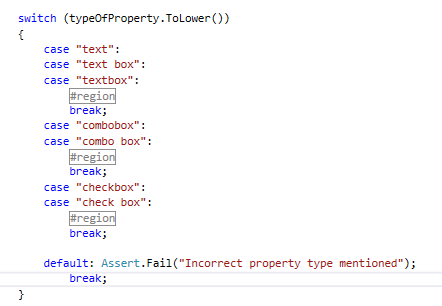 switch (typeOfProperty.ToLower())
{
case "text":
case "text box":
case "textbox":
#region
break;
case "combobox":
case "combo box":
#region
break;
case "checkbox":
case "check box":
#region
break;
default: Assert.Fail("Incorrect property type mentioned");
break;
}